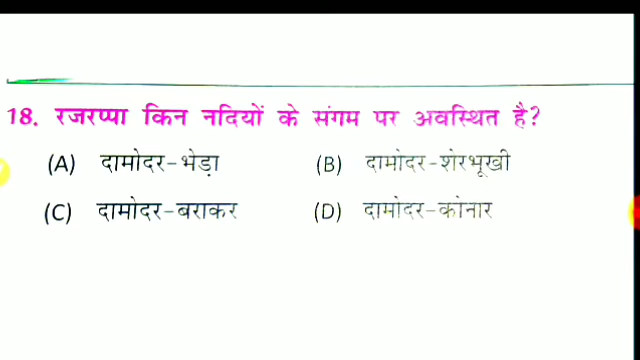 18. रजरप्पा किन नदियों के संगम पर अवस्थित है?
(A) दामोदर-भेड़ा (B) दामोदर-शेरभूखी
(C) दामोदर-बराकर (D) दामोदर-कोनार